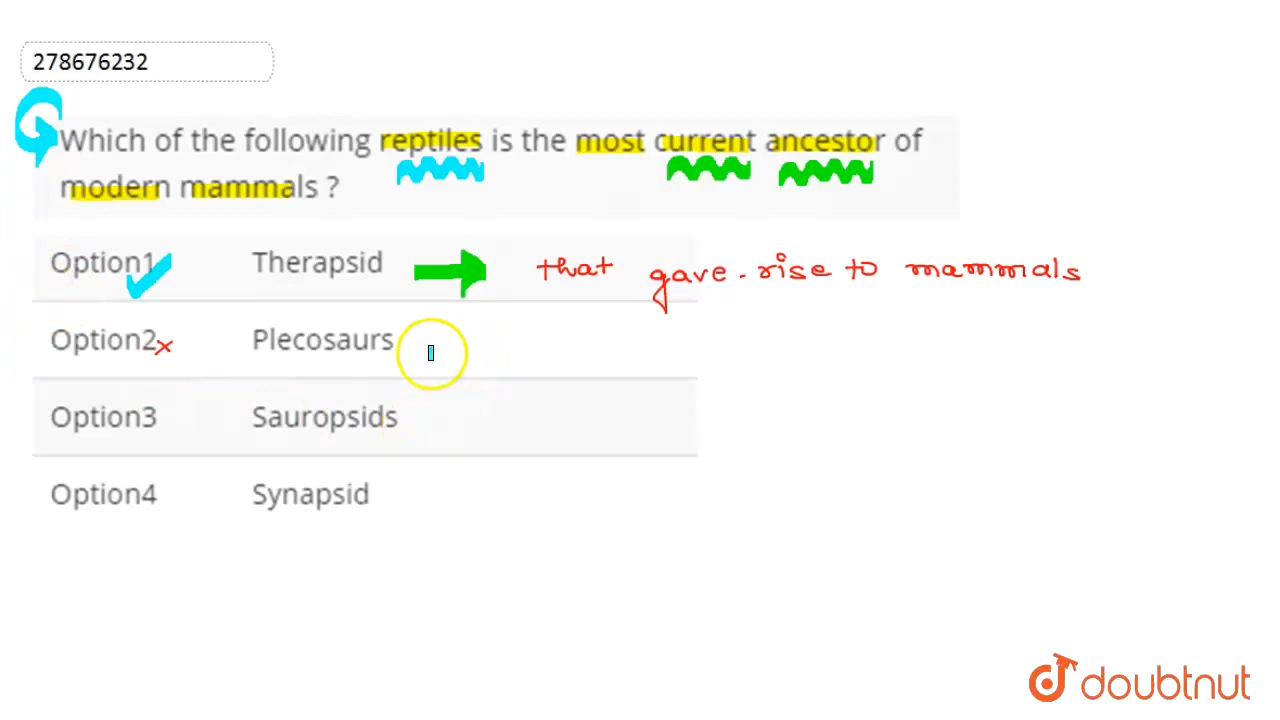 278676232
Which of the following reptiles is the most current ancestor of
modern mammals ?
Option1 Therapsid that gave rise to mammals
Option2 x Plecosaurs
Option3 Sauropsids
Option4 Synapsid
doubtnut